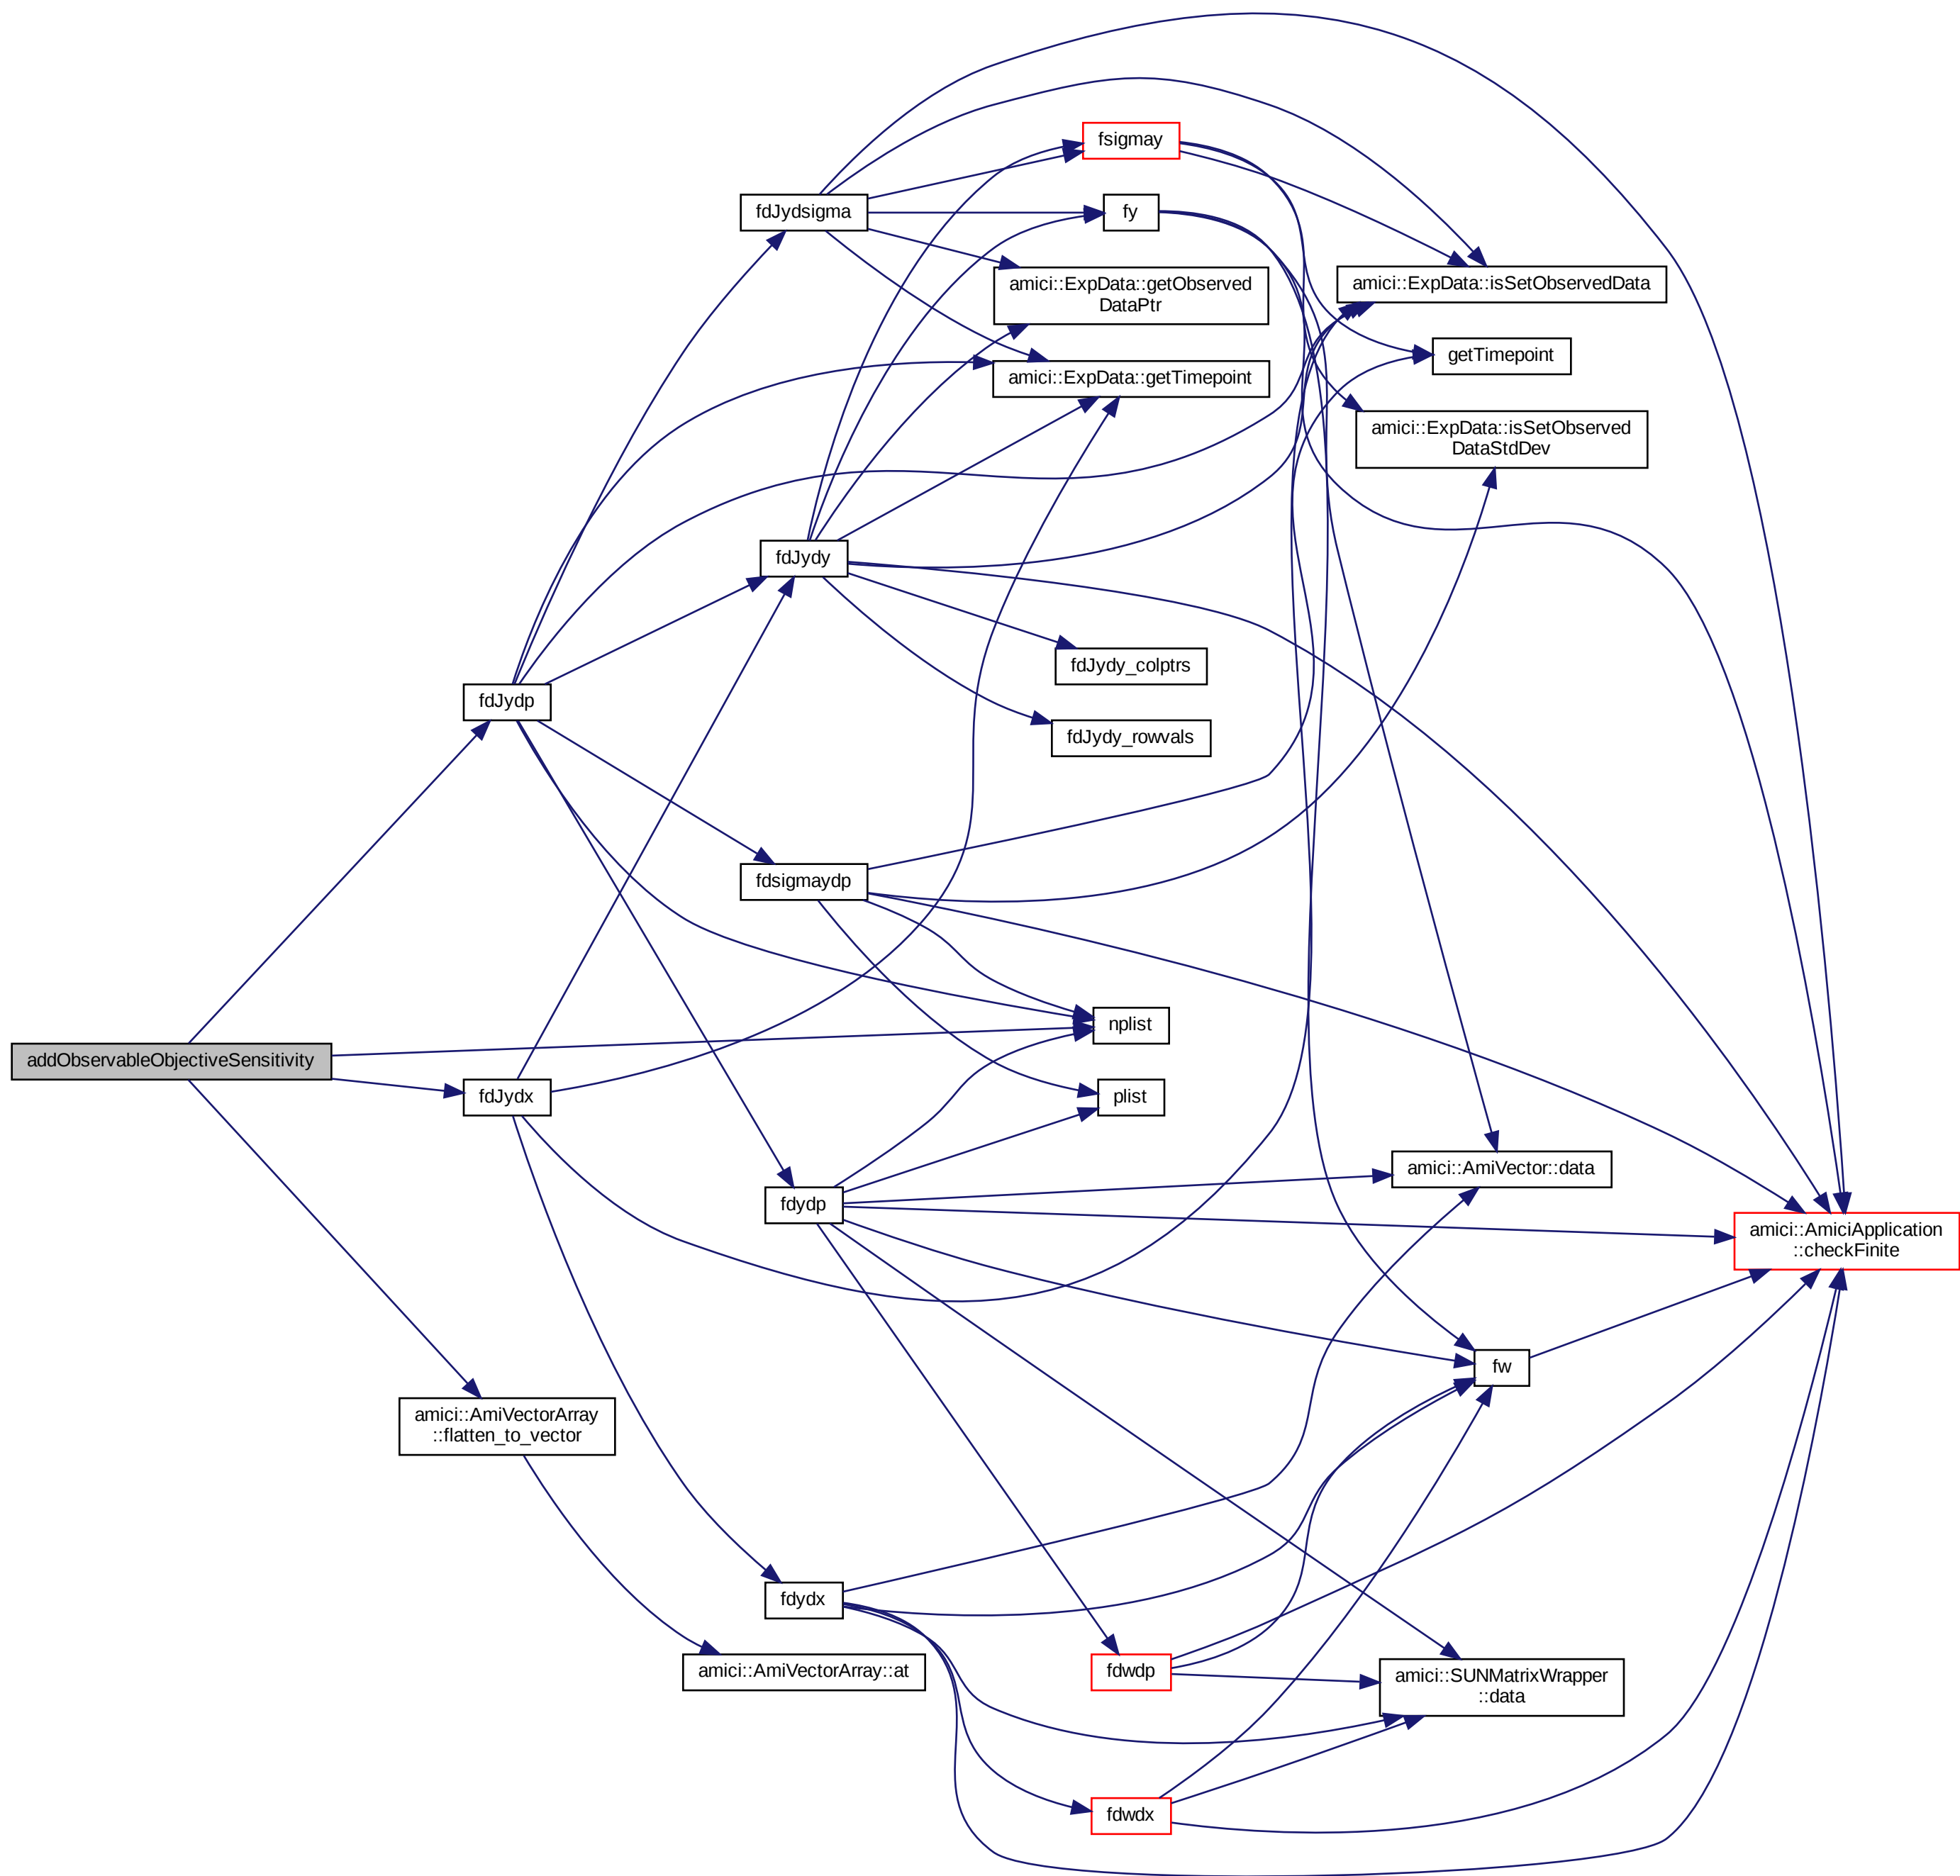 fsigmay
fdJydsigma
fy
amici::ExpData::getObserved
DataPtr
amici::ExpData::isSetObservedData
getTimepoint
amici::ExpData::getTimepoint
amici::ExpData::isSetObserved
DataStdDev
fdJydy
fdJydy_colptrs
fdJydp
fdJydy_rowvals
fdsigmaydp
nplist
addObservableObjectiveSensitivity
fdJydx
plist
amici::AmiVector::data
fdydp
amici::AmiciApplication
::checkFinite
fw
amici::AmiVectorArray
::flatten_to_vector
fdydx
amici::AmiVectorArray::at
fdwdp
amici::SUNMatrixWrapper
::data
fdwdx